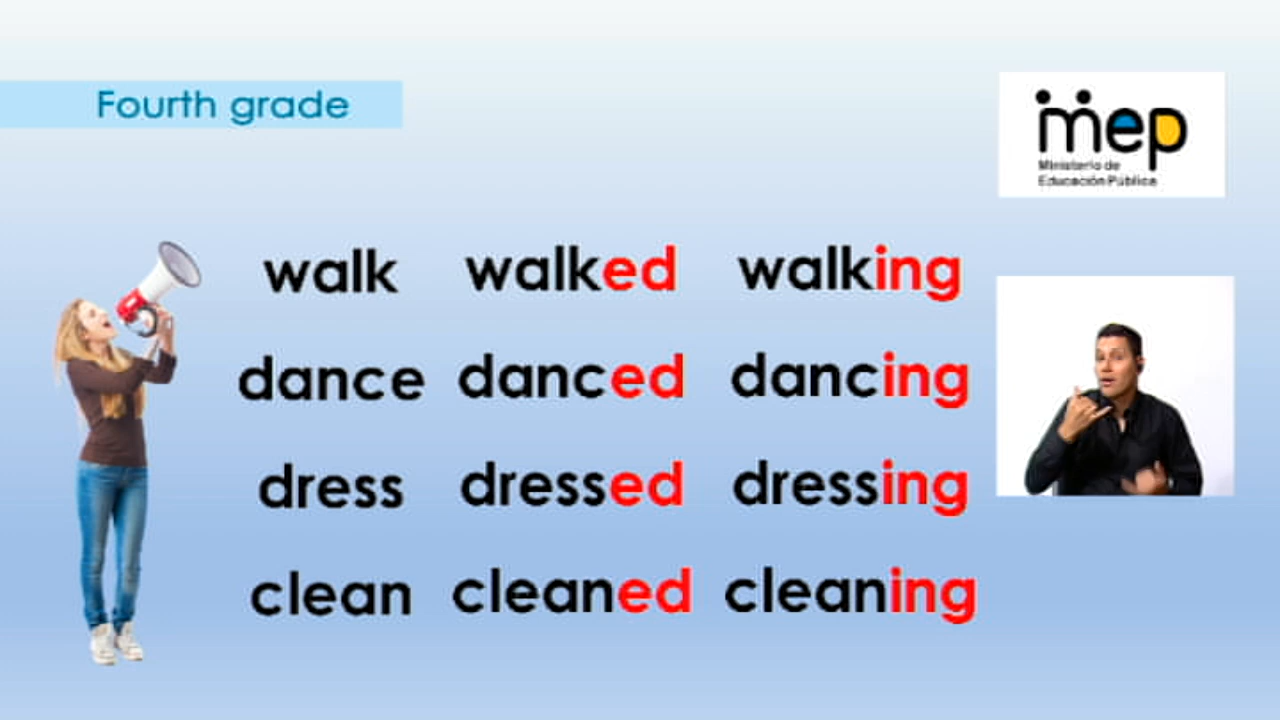 Fourth grade
mep
Ministerio de
Educación Pública
walk walked walking
dance danced dancing
dress dressed dressing
clean cleaned cleaning